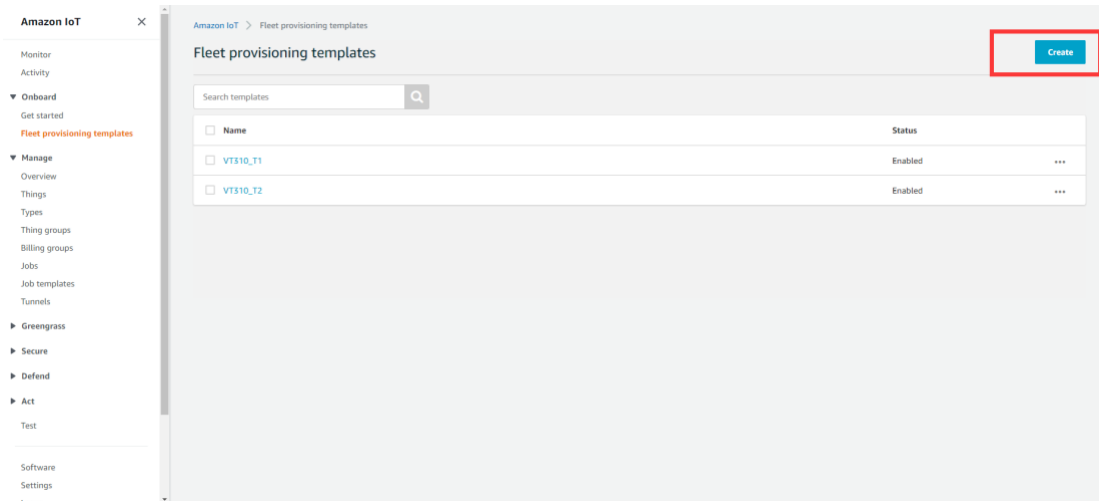 Amazon IoT
Monitor
Activity
Onboard
Get started
Fleet provisioning templates
Manage
Overview
Things
Types
Thing groups
Billing groups
Jobs
Job templates
Tunnels
Greengrass
Secure
Defend
Act
Test
Software
Settings
Amazon IoT > Fleet provisioning templates
Fleet provisioning templates
Create
Search templates
Name Status
VT310_T1 Enabled ...
VT310_T2 Enabled ...